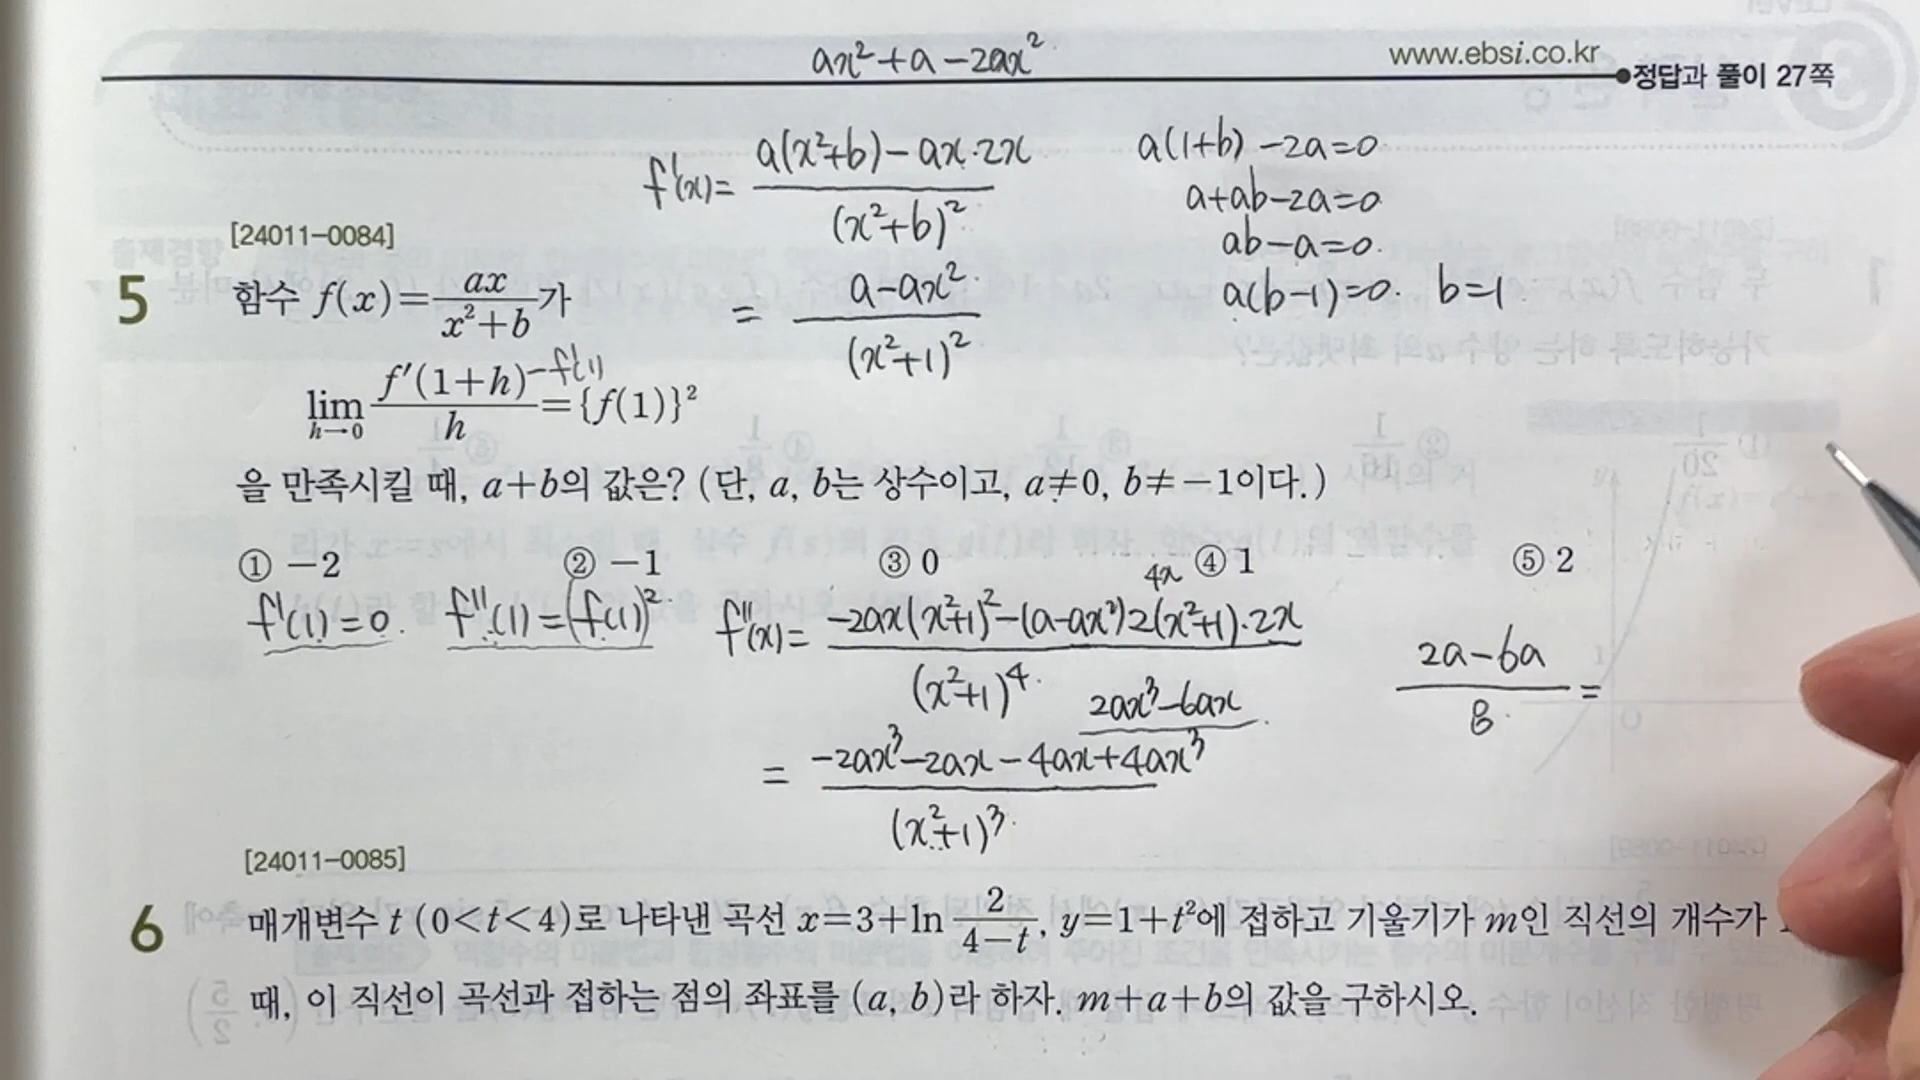 ax²+a-2ax²
www.ebsi.co.kr
정답과 풀이 27쪽
f'(x)= a(x²+b)-ax·2x / (x²+b)²
a(1+b)-2a=0
a+ab-2a=0
ab-a=0.
a(b-1)=0. b=1
= a-ax² / (x²+1)²
[24011-0084]
5 함수 f(x)=ax/(x²+b)가
lim h→0 f'(1+h)-f'(1) / h ={f(1)}²
을 만족시킬 때, a+b의 값은? (단, a, b는 상수이고, a≠0, b≠-1이다.)
① -2 ② -1 ③ 0 ④ 1 ⑤ 2
f'(1)=0. f''(1)=(f(1))²
4x
f''(x)= -2ax(x²+1)²-(a-ax²)2(x²+1)·2x / (x²+1)⁴
2ax³-6ax
= -2ax³-2ax-4ax+4ax³ / (x²+1)³
2a-6a / 8 =
[24011-0085]
6 매개변수 t (0<t<4)로 나타낸 곡선 x=3+ln 2/(4-t), y=1+t²에 접하고 기울기가 m인 직선의 개수가
때, 이 직선이 곡선과 접하는 점의 좌표를 (a, b)라 하자. m+a+b의 값을 구하시오.